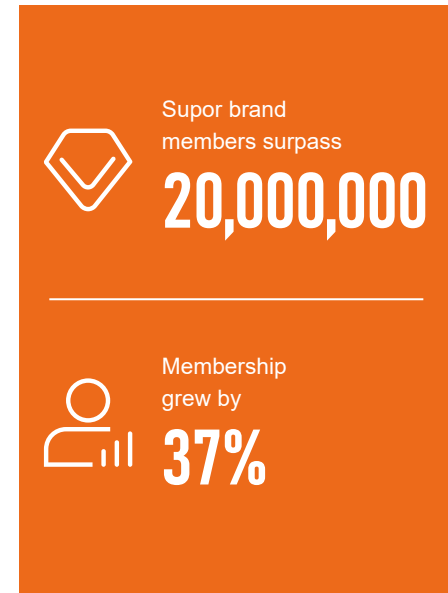 Supor brand
members surpass
20,000,000
Membership
grew by
37%